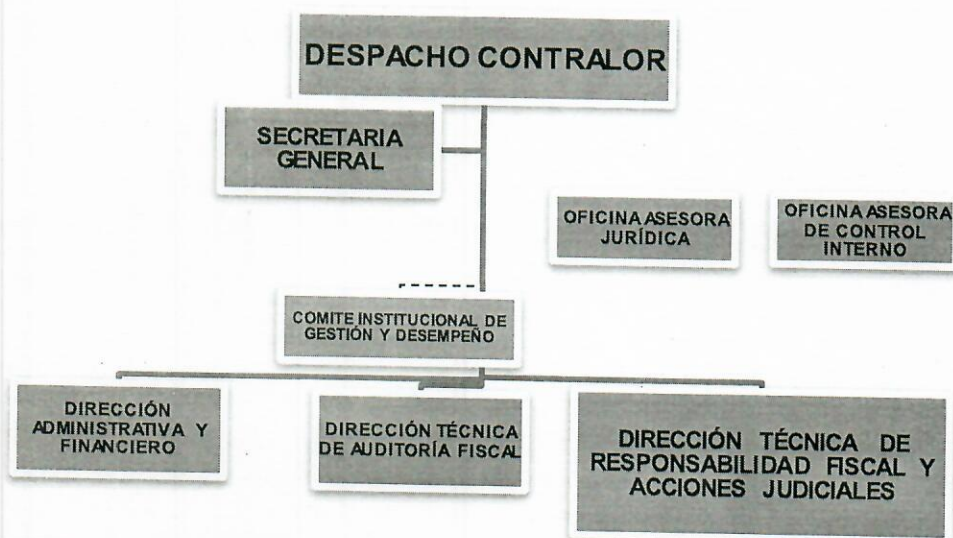 DESPACHO CONTRALOR
SECRETARIA
GENERAL
OFICINA ASESORA
JURÍDICA
OFICINA ASESORA
DE CONTROL
INTERNO
COMITE INSTITUCIONAL DE
GESTIÓN Y DESEMPEÑO
DIRECCIÓN
ADMINISTRATIVA Y
FINANCIERO
DIRECCIÓN TÉCNICA
DE AUDITORÍA FISCAL
DIRECCIÓN TÉCNICA DE
RESPONSABILIDAD FISCAL Y
ACCIONES JUDICIALES